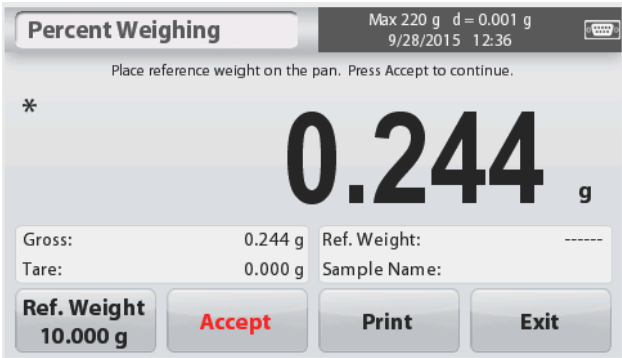 Percent Weighing
Max 220 g d = 0.001 g
9/28/2015 12:36
Place reference weight on the pan. Press Accept to continue.
*
0.244 g
Gross: 0.244 g Ref. Weight: ------
Tare: 0.000 g Sample Name:
Ref. Weight
10.000 g
Accept
Print
Exit